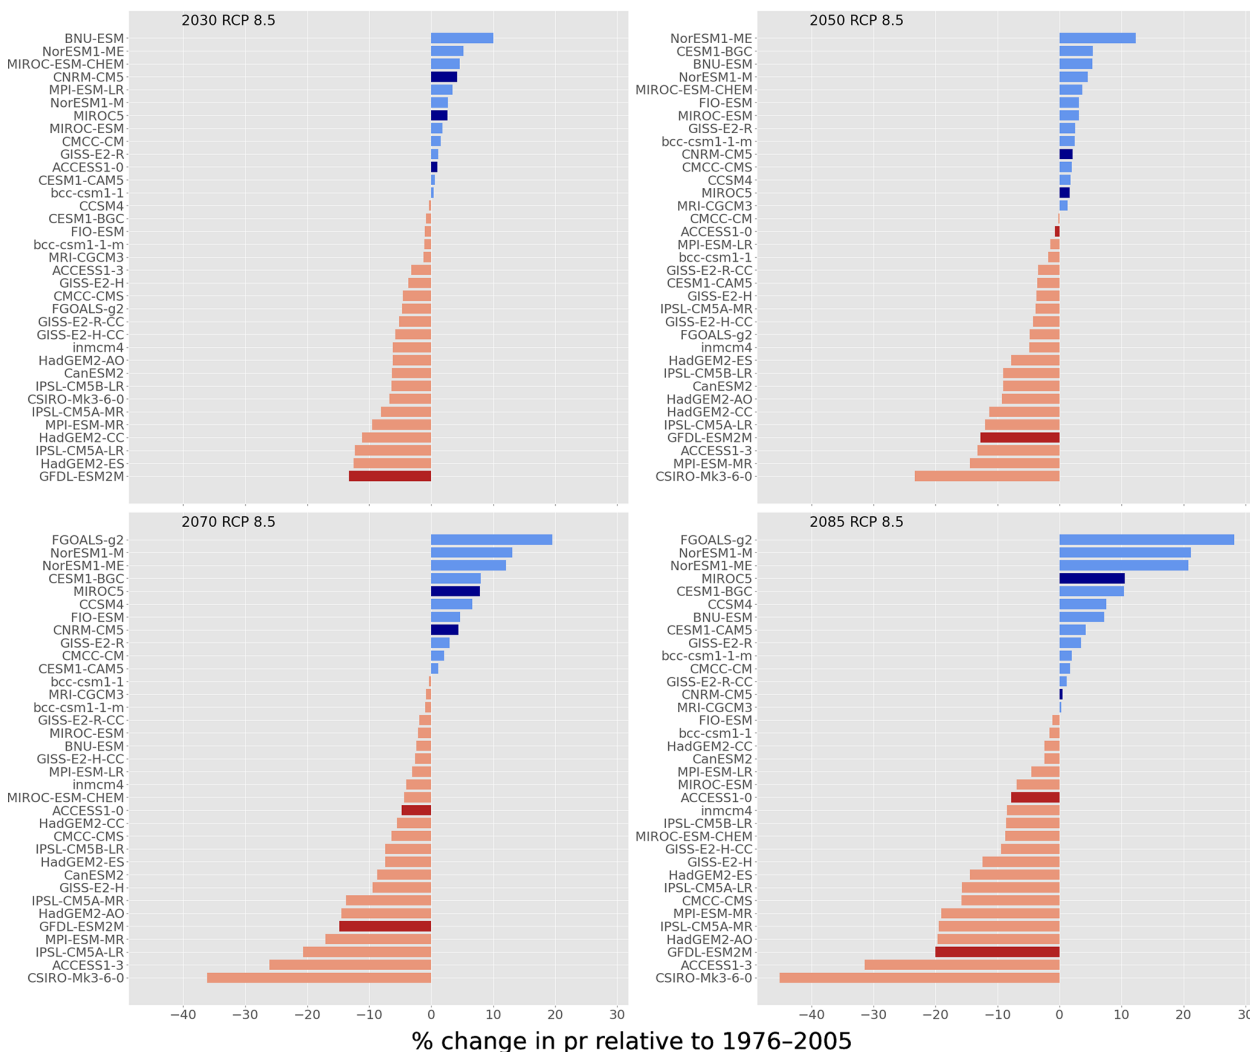 2030 RCP 8.5
BNU-ESM
NorESM1-ME
MIROC-ESM-CHEM
CNRM-CM5
MPI-ESM-LR
NorESM1-M
MIROC5
MIROC-ESM
CMCC-CM
GISS-E2-R
ACCESS1-0
CESM1-CAM5
bcc-csm1-1
CCSM4
CESM1-BGC
FIO-ESM
bcc-csm1-1-m
MRI-CGCM3
ACCESS1-3
GISS-E2-H
CMCC-CMS
FGOALS-g2
GISS-E2-R-CC
GISS-E2-H-CC
inmcm4
HadGEM2-AO
CanESM2
IPSL-CM5B-LR
CSIRO-Mk3-6-0
IPSL-CM5A-MR
MPI-ESM-MR
HadGEM2-CC
IPSL-CM5A-LR
HadGEM2-ES
GFDL-ESM2M
2050 RCP 8.5
NorESM1-ME
CESM1-BGC
BNU-ESM
NorESM1-M
MIROC-ESM-CHEM
FIO-ESM
MIROC-ESM
GISS-E2-R
bcc-csm1-1-m
CNRM-CM5
CMCC-CMS
CCSM4
MIROC5
MRI-CGCM3
CMCC-CM
ACCESS1-0
MPI-ESM-LR
bcc-csm1-1
GISS-E2-R-CC
CESM1-CAM5
GISS-E2-H
IPSL-CM5A-MR
GISS-E2-H-CC
FGOALS-g2
inmcm4
HadGEM2-ES
IPSL-CM5B-LR
CanESM2
HadGEM2-AO
HadGEM2-CC
IPSL-CM5A-LR
GFDL-ESM2M
ACCESS1-3
MPI-ESM-MR
CSIRO-Mk3-6-0
2070 RCP 8.5
FGOALS-g2
NorESM1-M
NorESM1-ME
CESM1-BGC
MIROC5
CCSM4
FIO-ESM
CNRM-CM5
GISS-E2-R
CMCC-CM
CESM1-CAM5
bcc-csm1-1
MRI-CGCM3
bcc-csm1-1-m
GISS-E2-R-CC
MIROC-ESM
BNU-ESM
GISS-E2-H-CC
MPI-ESM-LR
inmcm4
MIROC-ESM-CHEM
ACCESS1-0
HadGEM2-CC
CMCC-CMS
IPSL-CM5B-LR
HadGEM2-ES
CanESM2
GISS-E2-H
IPSL-CM5A-MR
HadGEM2-AO
GFDL-ESM2M
MPI-ESM-MR
IPSL-CM5A-LR
ACCESS1-3
CSIRO-Mk3-6-0
−40 −30 −20 −10 0 10 20 30
2085 RCP 8.5
FGOALS-g2
NorESM1-M
NorESM1-ME
MIROC5
CESM1-BGC
CCSM4
BNU-ESM
CESM1-CAM5
GISS-E2-R
bcc-csm1-1-m
CMCC-CM
GISS-E2-R-CC
CNRM-CM5
MRI-CGCM3
FIO-ESM
bcc-csm1-1
HadGEM2-CC
CanESM2
MPI-ESM-LR
MIROC-ESM
ACCESS1-0
inmcm4
IPSL-CM5B-LR
MIROC-ESM-CHEM
GISS-E2-H-CC
GISS-E2-H
HadGEM2-ES
IPSL-CM5A-LR
CMCC-CMS
MPI-ESM-MR
IPSL-CM5A-MR
HadGEM2-AO
GFDL-ESM2M
ACCESS1-3
CSIRO-Mk3-6-0
−40 −30 −20 −10 0 10 20 30
% change in pr relative to 1976–2005